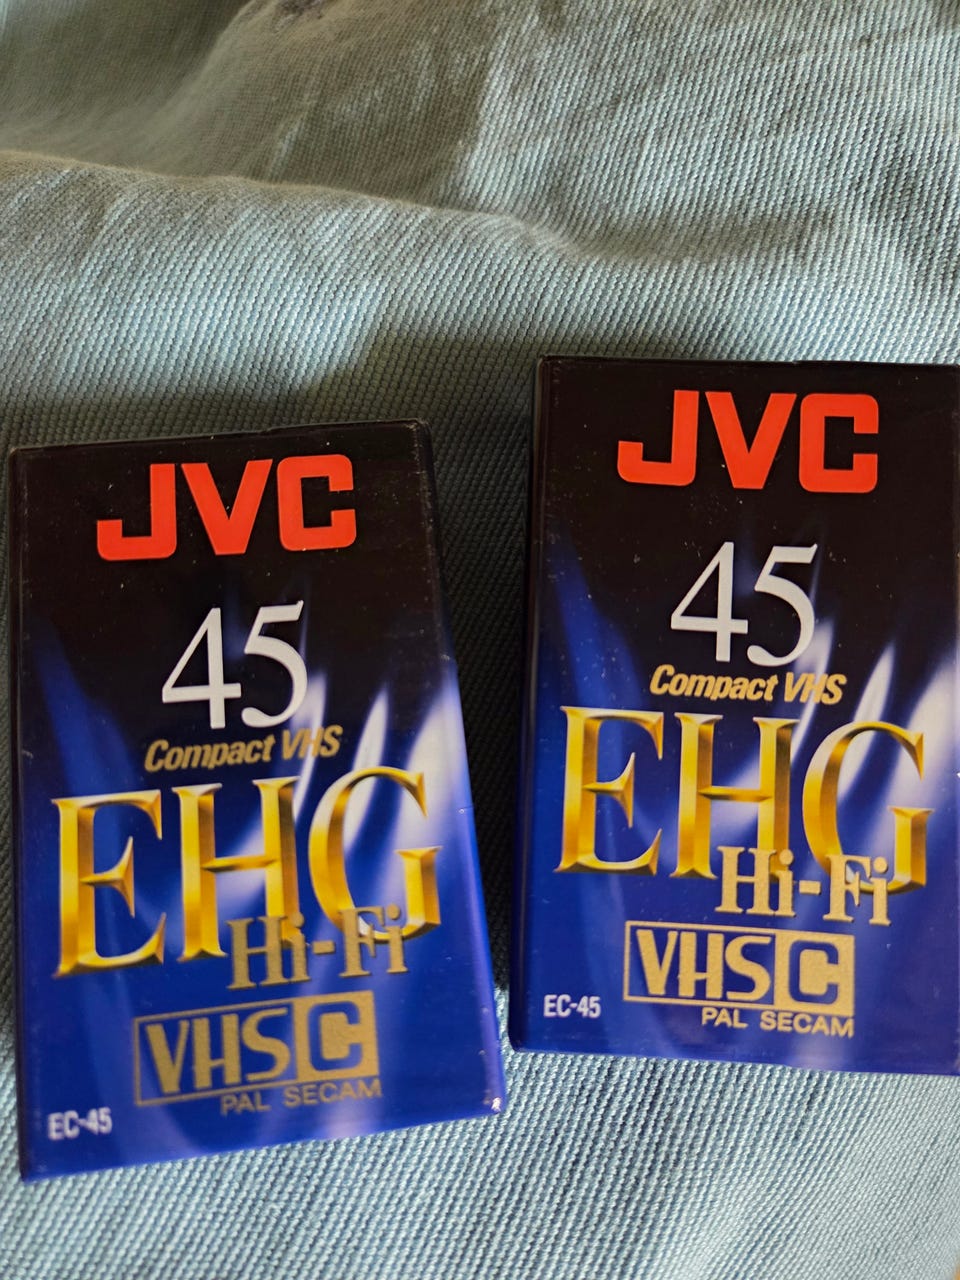 JVC
45
Compact VHS
EHG
Hi-Fi
VHS C
PAL SECAM
EC-45
JVC
45
Compact VHS
EHG
Hi-Fi
VHS C
PAL SECAM
EC-45